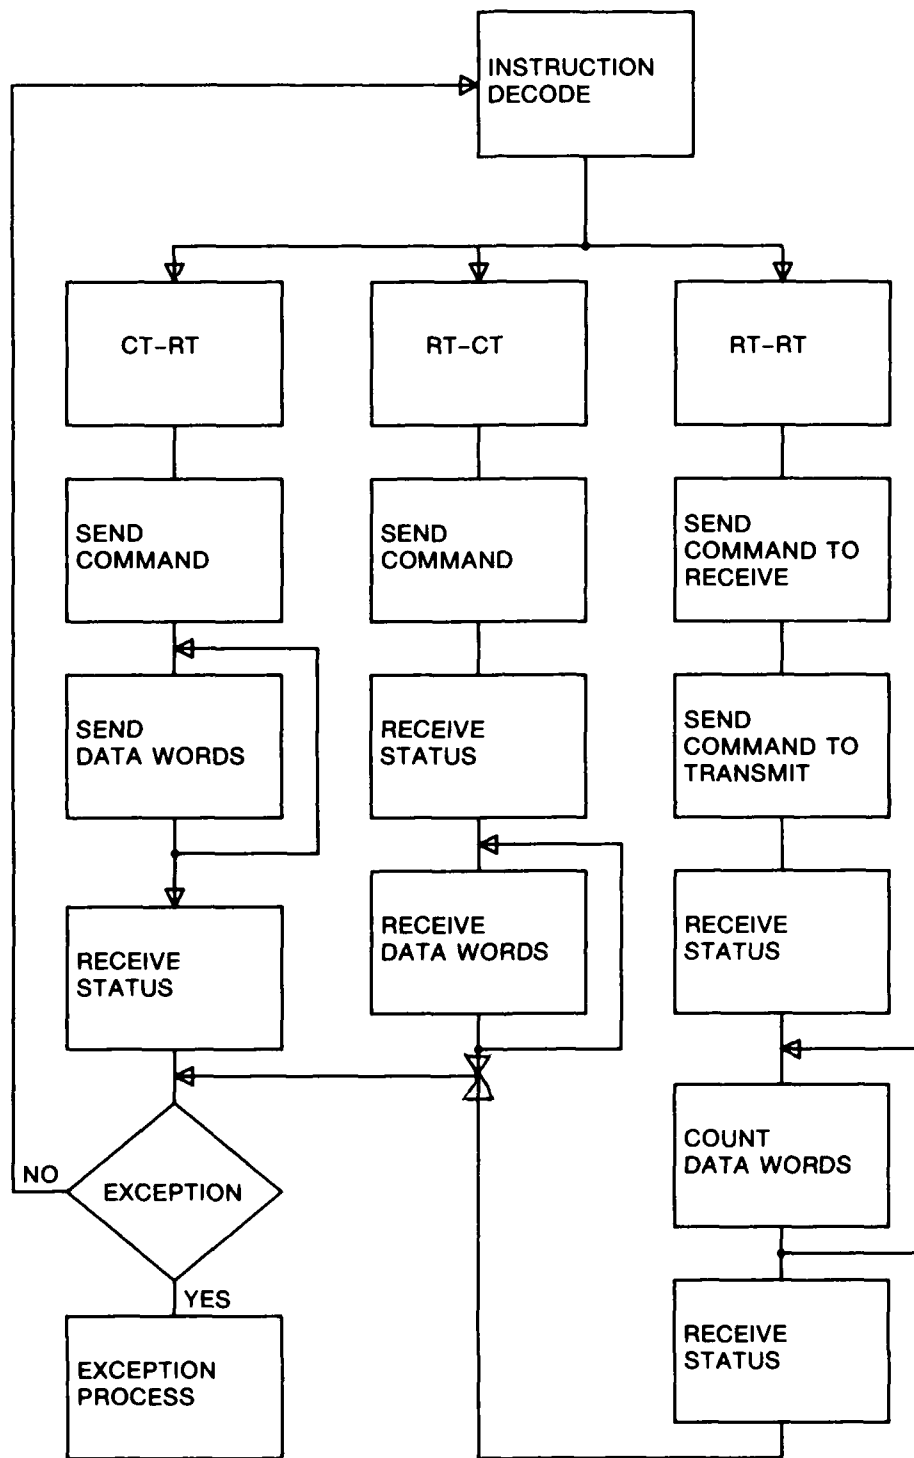 INSTRUCTION
DECODE
CT-RT
RT-CT
RT-RT
SEND
COMMAND
SEND
COMMAND
SEND
COMMAND TO
RECEIVE
SEND
DATA WORDS
RECEIVE
STATUS
SEND
COMMAND TO
TRANSMIT
RECEIVE
STATUS
RECEIVE
DATA WORDS
RECEIVE
STATUS
NO
EXCEPTION
COUNT
DATA WORDS
YES
EXCEPTION
PROCESS
RECEIVE
STATUS